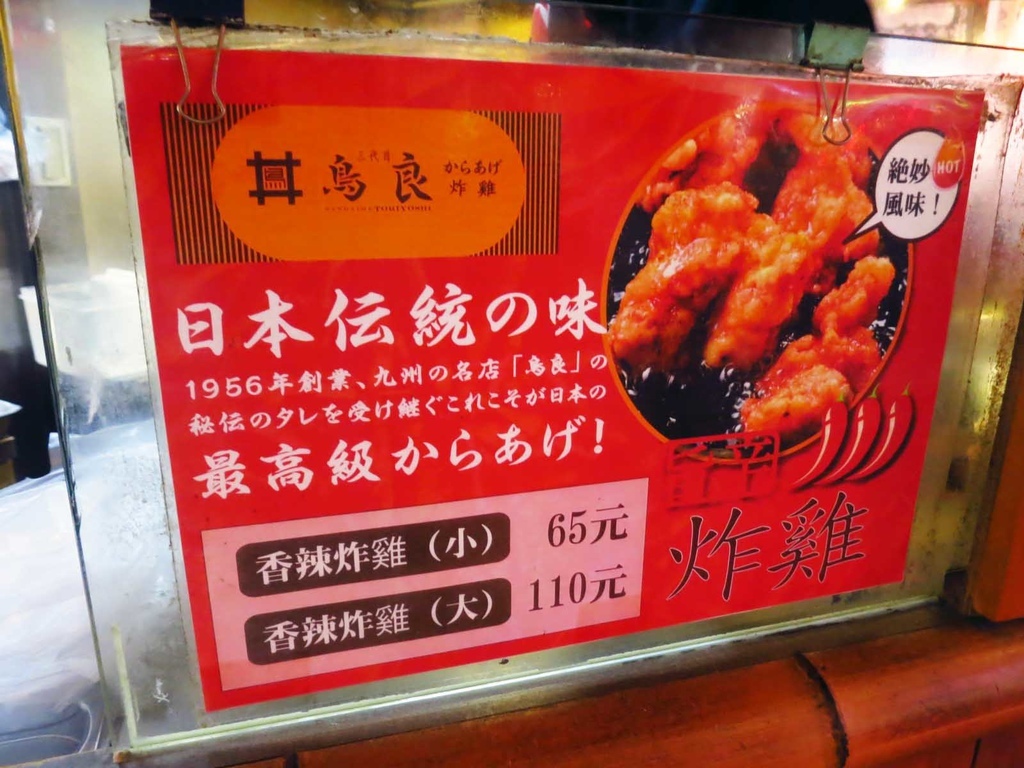 三代目
鳥良
TORIYOSHI
からあげ
炸雞
絶妙
風味！
HOT
日本伝統の味
1956年創業、九州の名店「鳥良」の
秘伝のタレを受け継ぐこれこそが日本の
最高級からあげ！
香辣炸雞（小） 65元
香辣炸雞（大） 110元
炸雞